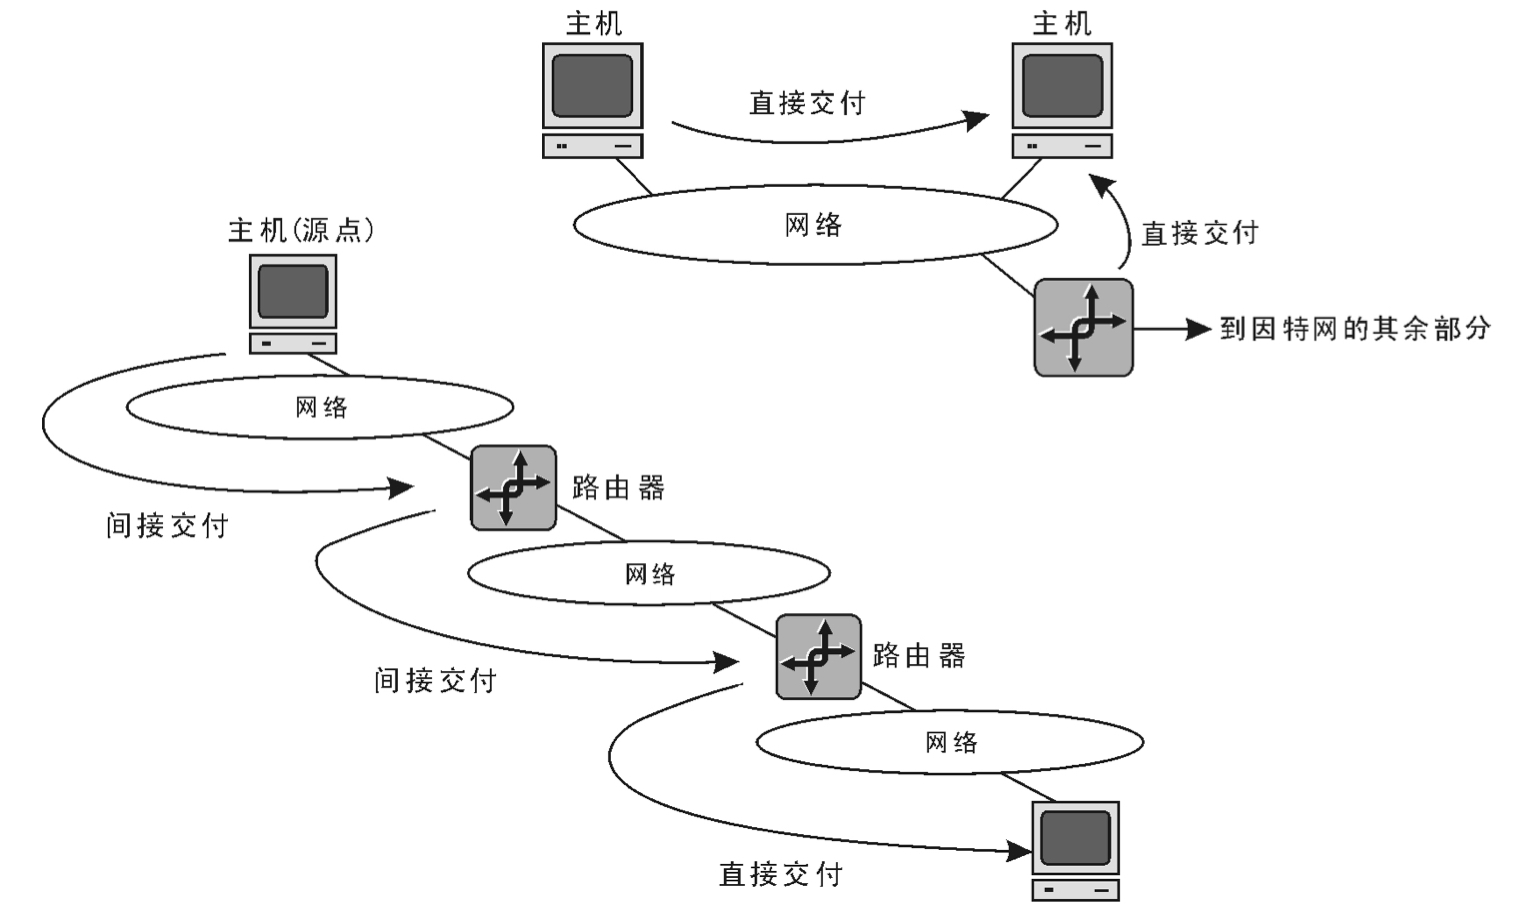 主机
主机
直接交付
网络
直接交付
到因特网的其余部分
主机(源点)
网络
路由器
间接交付
网络
路由器
间接交付
网络
直接交付